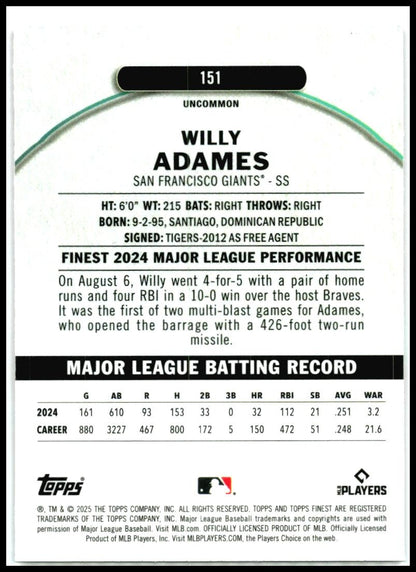 151
UNCOMMON
WILLY
ADAMES
SAN FRANCISCO GIANTS® - SS
HT: 6'0" WT: 215 BATS: RIGHT THROWS: RIGHT
BORN: 9-2-95, SANTIAGO, DOMINICAN REPUBLIC
SIGNED: TIGERS-2012 AS FREE AGENT
FINEST 2024 MAJOR LEAGUE PERFORMANCE
On August 6, Willy went 4-for-5 with a pair of home
runs and four RBI in a 10-0 win over the host Braves.
It was the first of two multi-blast games for Adames,
who opened the barrage with a 426-foot two-run
missile.
MAJOR LEAGUE BATTING RECORD
G AB R H 2B 3B HR RBI SB AVG WAR
2024 161 610 93 153 33 0 32 112 21 .251 3.2
CAREER 880 3227 467 800 172 5 150 472 51 .248 21.6
Topps
PLAYERS
®, TM & © 2025 THE TOPPS COMPANY, INC. ALL RIGHTS RESERVED. TOPPS AND TOPPS FINEST ARE REGISTERED
TRADEMARKS OF THE TOPPS COMPANY, INC. Major League Baseball trademarks and copyrights are used with
permission of Major League Baseball. Visit MLB.com. OFFICIALLY LICENSED PRODUCT OF MLB. Officially Licensed
Product of MLB Players, Inc. Visit MLBPLAYERS.COM, the Players Choice on the web.